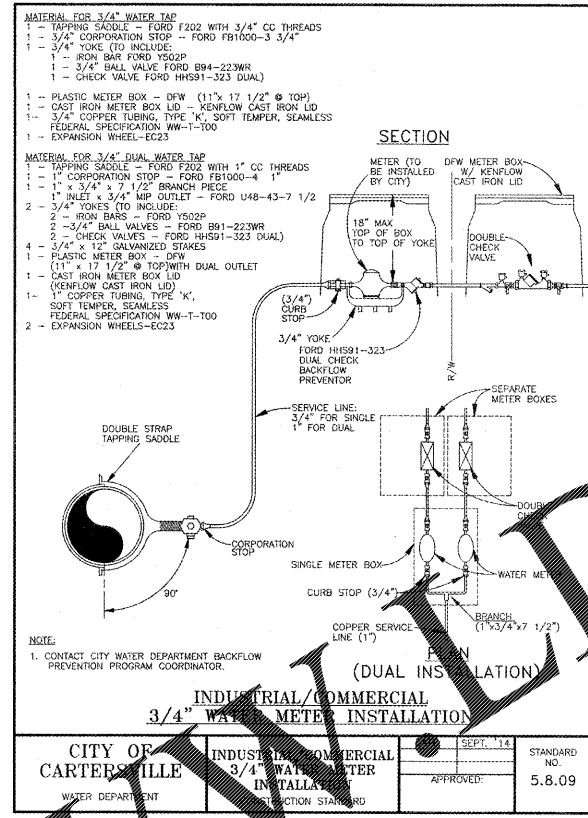 MATERIAL FOR 3/4" WATER TAP
1 - TAPPING SADDLE - FORD F202 WITH 3/4" CC THREADS
1 - 3/4" CORPORATION STOP - FORD FB1000-3 3/4"
1 - 3/4" YOKE (TO INCLUDE:
1 - IRON BAR FORD Y502P
1 - 3/4" BALL VALVE FORD B94-223WR
1 - CHECK VALVE FORD HHS91-323 DUAL)
1 - PLASTIC METER BOX - DFW (11"x 17 1/2" @ TOP)
1 - CAST IRON METER BOX LID - KENFLOW CAST IRON LID
1- 3/4" COPPER TUBING, TYPE 'K', SOFT TEMPER, SEAMLESS
FEDERAL SPECIFICATION WW-T-T00
1 - EXPANSION WHEEL-EC23
MATERIAL FOR 3/4" DUAL WATER TAP
1 - TAPPING SADDLE - FORD F202 WITH 1" CC THREADS
1 - 1" CORPORATION STOP - FORD FB1000-4 1"
1 - 1" x 3/4" x 7 1/2" BRANCH PIECE
1" INLET x 3/4" MIP OUTLET - FORD U48-43-7 1/2
2 - 3/4" YOKES (TO INCLUDE:
2 - IRON BARS - FORD Y502P
2 -3/4" BALL VALVES - FORD B91-223WR
2 - CHECK VALVES - FORD HHS91-323 DUAL)
4 - 3/4" x 12" GALVANIZED STAKES
1 - PLASTIC METER BOX - DFW
(11" x 17 1/2" @ TOP)WITH DUAL OUTLET
1 - CAST IRON METER BOX LID
(KENFLOW CAST IRON LID)
1- 1" COPPER TUBING, TYPE 'K',
SOFT TEMPER, SEAMLESS
FEDERAL SPECIFICATION WW-T-T00
2 - EXPANSION WHEELS-EC23
SECTION
METER (TO
BE INSTALLED
BY CITY)
DFW METER BOX
W/ KENFLOW
CAST IRON LID
18" MAX
TOP OF BOX
TO TOP OF YOKE
DOUBLE
CHECK
VALVE
(3/4")
CURB
STOP
3/4" YOKE
FORD HHS91-323
DUAL CHECK
BACKFLOW
PREVENTOR
R/W
SERVICE LINE:
3/4" FOR SINGLE
1" FOR DUAL
SEPARATE
METER BOXES
DOUBLE STRAP
TAPPING SADDLE
CORPORATION
STOP
90°
DOUBLE
CHECK
SINGLE METER BOX
WATER METER
CURB STOP (3/4")
BRANCH
(1"x3/4"x7 1/2")
COPPER SERVICE
LINE (1")
PLAN
(DUAL INSTALLATION)
NOTE:
1. CONTACT CITY WATER DEPARTMENT BACKFLOW
PREVENTION PROGRAM COORDINATOR.
INDUSTRIAL/COMMERCIAL
3/4" WATER METER INSTALLATION
CITY OF
CARTERSVILLE
WATER DEPARTMENT
INDUSTRIAL/COMMERCIAL
3/4" WATER METER
INSTALLATION
CONSTRUCTION STANDARD
SEPT. '14
APPROVED:
STANDARD
NO.
5.8.09